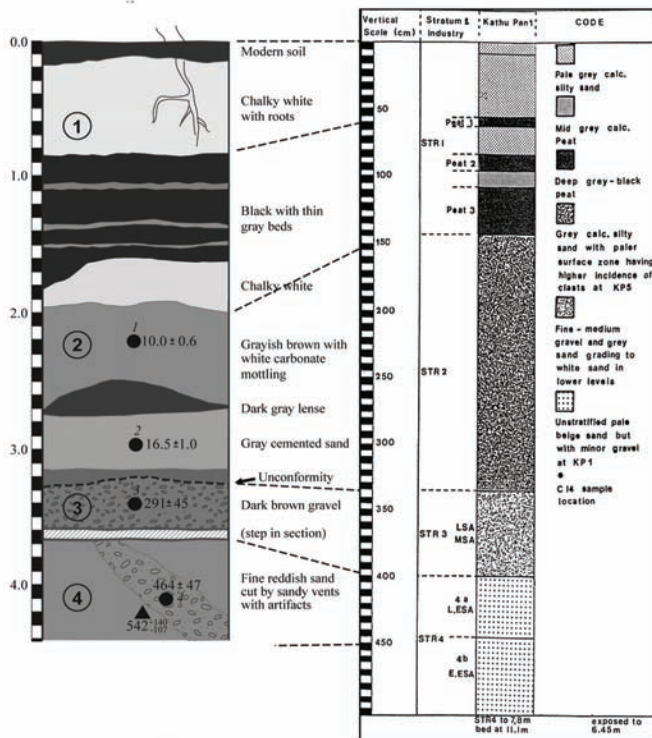 0.0
1.0
2.0
3.0
4.0
1
2
3
4
1
10.0 ± 0.6
2
16.5 ± 1.0
3
291 ± 45
464 ± 47
4
542 +140 -107
Modern soil
Chalky white
with roots
Black with thin
gray beds
Chalky white
Grayish brown with
white carbonate
mottling
Dark gray lense
Gray cemented sand
Unconformity
Dark brown gravel
(step in section)
Fine reddish sand
cut by sandy vents
with artifacts
Vertical
Scale (cm)
0
50
100
150
200
250
300
350
400
450
Stratum &
industry
STR 1
Peat 2
Peat 3
STR 2
STR 3
LSA
MSA
4a
L,ESA
STR4
4b
E,ESA
Kathu Pan 1
STR4 to 7,8m
bed at 11,1m
exposed to
6.45m
CODE
Pale grey calc.
silty sand
Mid grey calc.
Peat
Deep grey-black
peat
Grey calc. silty
sand with paler
surface zone having
higher incidence of
clasts at KP5
Fine - medium
gravel and grey
sand grading to
white sand in
lower levels
Unstratified pale
beige sand but
with minor gravel
at KP1
C14 sample
location